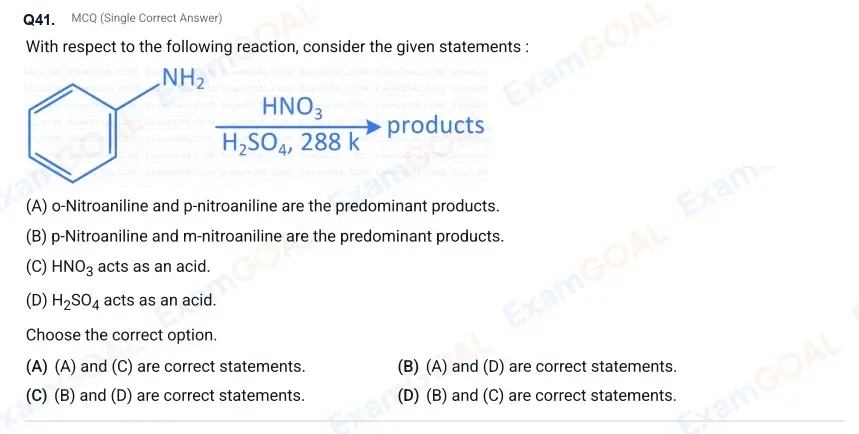 Q41. MCQ (Single Correct Answer)
With respect to the following reaction, consider the given statements :
NH₂
HNO₃
H₂SO₄, 288 k
products
(A) o-Nitroaniline and p-nitroaniline are the predominant products.
(B) p-Nitroaniline and m-nitroaniline are the predominant products.
(C) HNO₃ acts as an acid.
(D) H₂SO₄ acts as an acid.
Choose the correct option.
(A) (A) and (C) are correct statements. (B) (A) and (D) are correct statements.
(C) (B) and (D) are correct statements. (D) (B) and (C) are correct statements.
ExamGOAL